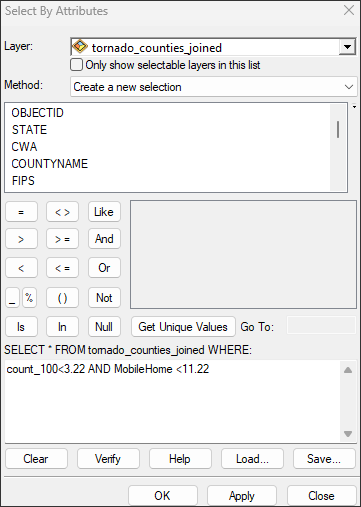 Select By Attributes
Layer: tornado_counties_joined
Only show selectable layers in this list
Method: Create a new selection
OBJECTID
STATE
CWA
COUNTYNAME
FIPS
= < > Like
> > = And
< < = Or
_ % ( ) Not
Is In Null Get Unique Values Go To:
SELECT * FROM tornado_counties_joined WHERE:
count_100<3.22 AND MobileHome <11.22
Clear Verify Help Load... Save...
OK Apply Close